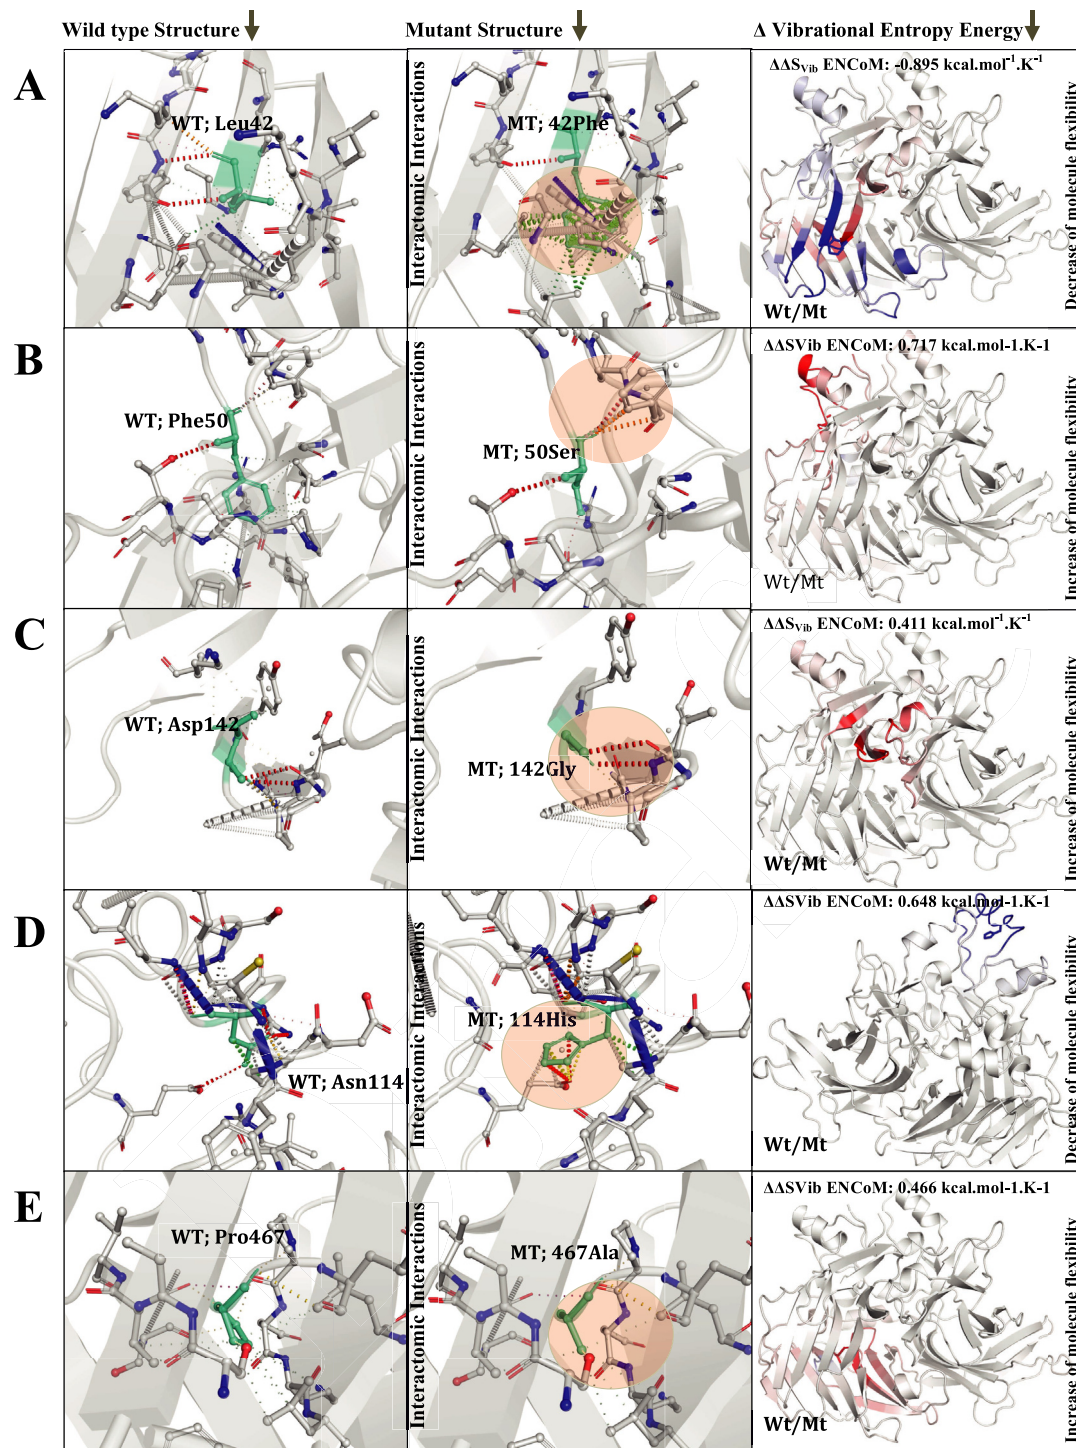 Wild type Structure
Mutant Structure
Δ Vibrational Entropy Energy
A
WT; Leu42
Interactomic Interactions
MT; 42Phe
ΔΔSVib ENCoM: -0.895 kcal.mol-1.K-1
Wt/Mt
Decrease of molecule flexibility
B
WT; Phe50
Interactomic Interactions
MT; 50Ser
ΔΔSVib ENCoM: 0.717 kcal.mol-1.K-1
Wt/Mt
Increase of molecule flexibility
C
WT; Asp142
Interactomic Interactions
MT; 142Gly
ΔΔSVib ENCoM: 0.411 kcal.mol-1.K-1
Wt/Mt
Increase of molecule flexibility
D
WT; Asn114
Interactomic Interactions
MT; 114His
ΔΔSVib ENCoM: 0.648 kcal.mol-1.K-1
Wt/Mt
Decrease of molecule flexibility
E
WT; Pro467
Interactomic Interactions
MT; 467Ala
ΔΔSVib ENCoM: 0.466 kcal.mol-1.K-1
Wt/Mt
Increase of molecule flexibility